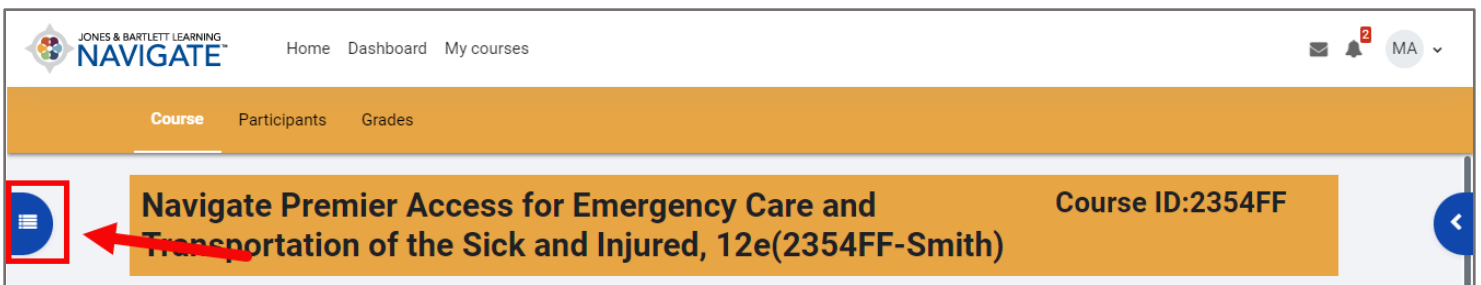 JONES & BARTLETT LEARNING
NAVIGATE™
Home Dashboard My courses
2
MA
Course Participants Grades
Navigate Premier Access for Emergency Care and
Transportation of the Sick and Injured, 12e(2354FF-Smith)
Course ID:2354FF